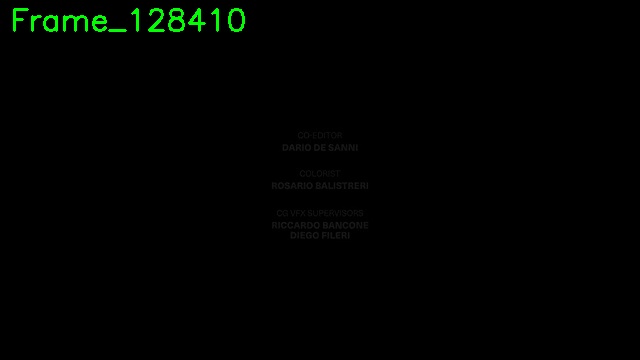 Frame_128410
CO-EDITOR
DARIO DE SANNI
COLORIST
ROSARIO BALISTRERI
CO VFX SUPERVISORS
RICCARDO BANCONE
DIEGO FILERI